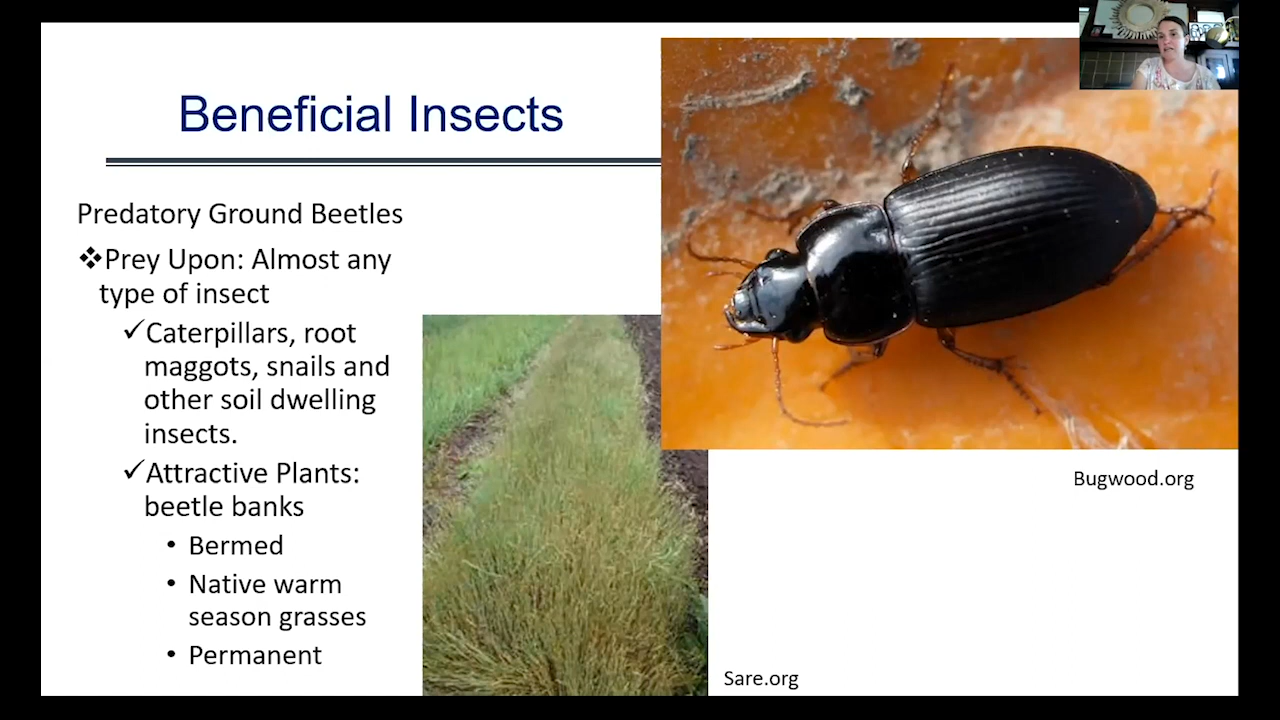 Beneficial Insects
Predatory Ground Beetles
❖Prey Upon: Almost any
type of insect
✓Caterpillars, root
maggots, snails and
other soil dwelling
insects.
✓Attractive Plants:
beetle banks
• Bermed
• Native warm
season grasses
• Permanent
Bugwood.org
Sare.org